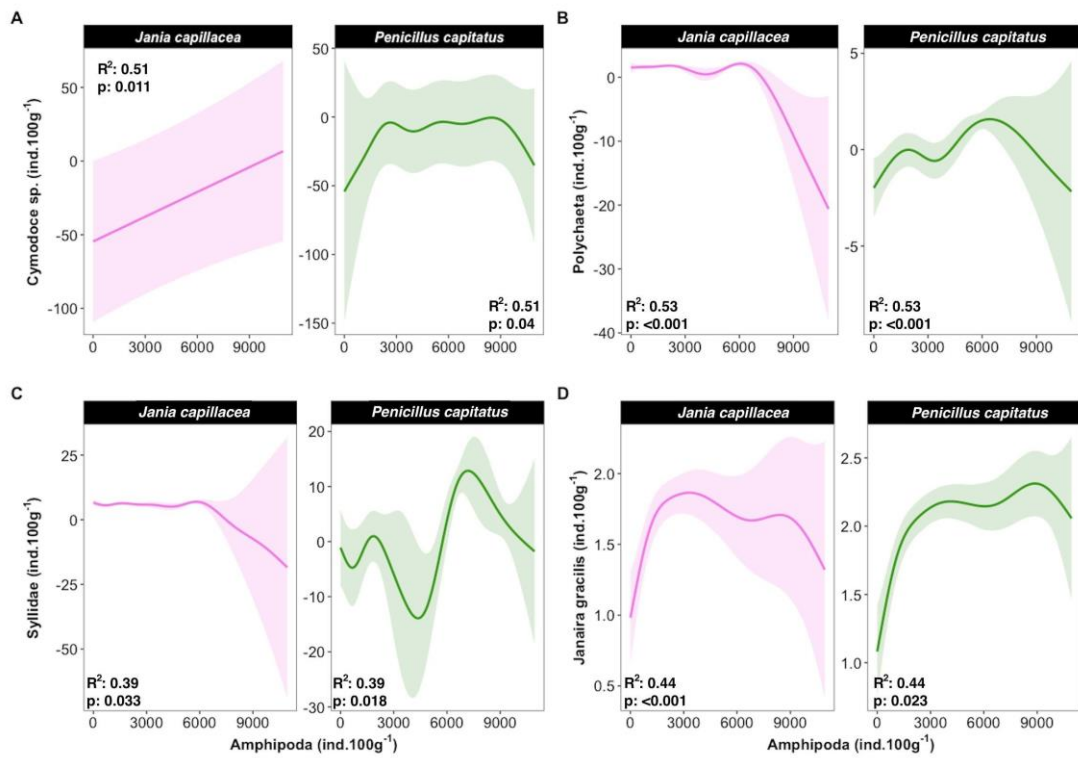 A
Jania capillacea
Penicillus capitatus
Cymodoce sp. (ind.100g⁻¹)
50
0
-50
-100
R²: 0.51
p: 0.011
0 3000 6000 9000
50
0
-50
-100
-150
R²: 0.51
p: 0.04
0 3000 6000 9000
B
Jania capillacea
Penicillus capitatus
Polychaeta (ind.100g⁻¹)
0
-10
-20
-30
-40
R²: 0.53
p: <0.001
0 3000 6000 9000
5
0
-5
R²: 0.53
p: <0.001
0 3000 6000 9000
C
Jania capillacea
Penicillus capitatus
Syllidae (ind.100g⁻¹)
25
0
-25
-50
R²: 0.39
p: 0.033
0 3000 6000 9000
20
10
0
-10
-20
-30
R²: 0.39
p: 0.018
0 3000 6000 9000
Amphipoda (ind.100g⁻¹)
D
Jania capillacea
Penicillus capitatus
Janaira gracilis (ind.100g⁻¹)
2.0
1.5
1.0
0.5
R²: 0.44
p: <0.001
0 3000 6000 9000
2.5
2.0
1.5
1.0
R²: 0.44
p: 0.023
0 3000 6000 9000
Amphipoda (ind.100g⁻¹)